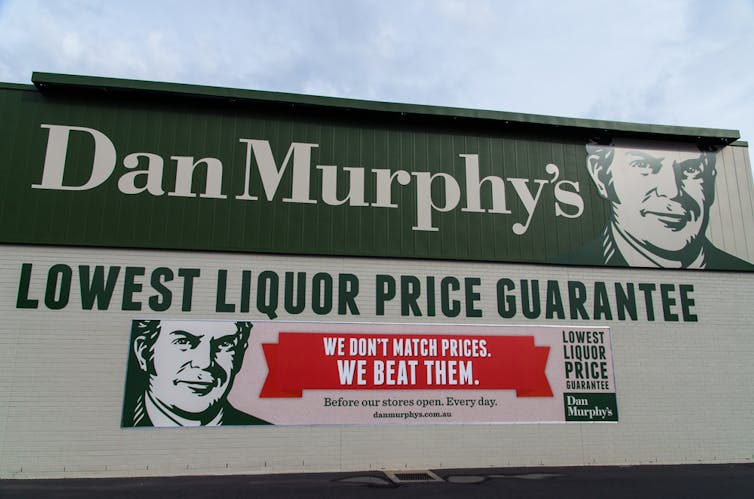 Dan Murphy's
LOWEST LIQUOR PRICE GUARANTEE
WE DON'T MATCH PRICES.
WE BEAT THEM.
Before our stores open. Every day.
danmurphys.com.au
LOWEST
LIQUOR
PRICE
GUARANTEE
Dan
Murphy's